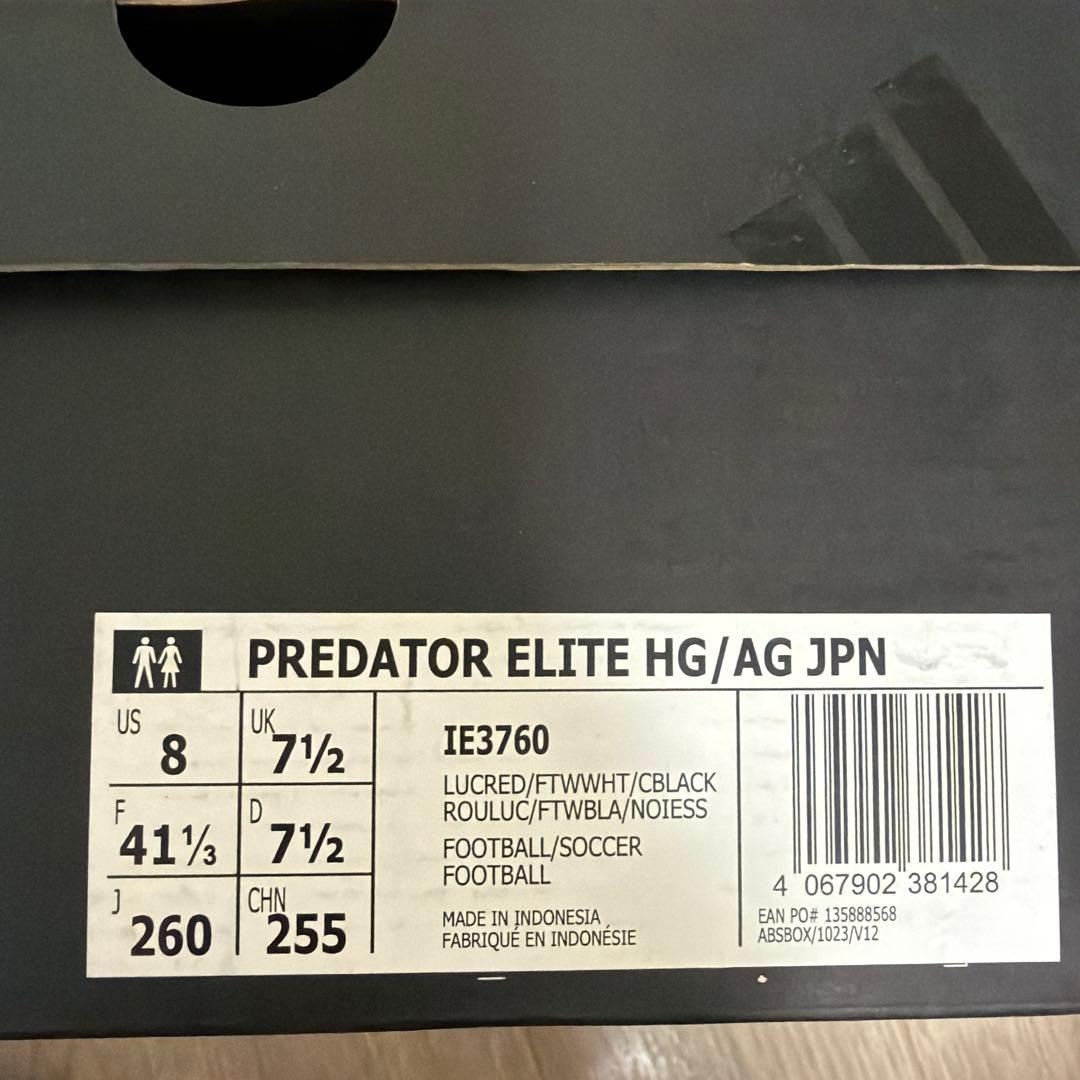 PREDATOR ELITE HG/AG JPN
US 8
UK 7½
F 41⅓
D 7½
J 260
CHN 255
IE3760
LUCRED/FTWWHT/CBLACK
ROULUC/FTWBLA/NOIESS
FOOTBALL/SOCCER
FOOTBALL
MADE IN INDONESIA
FABRIQUÉ EN INDONÉSIE
4 067902 381428
EAN PO# 135888568
ABSBOX/1023/V12